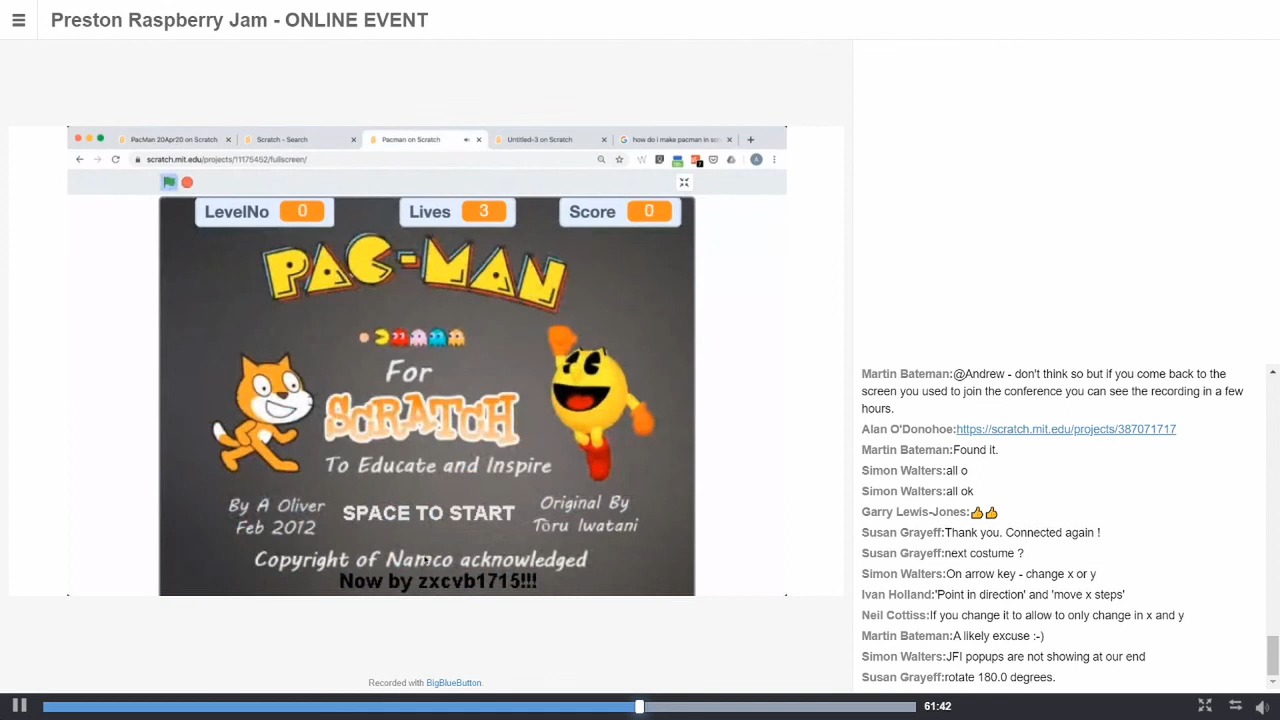 Preston Raspberry Jam - ONLINE EVENT
PacMan 20Apr20 on Scratch
Scratch - Search
Pacman on Scratch
Untitled-3 on Scratch
how do i make pacman in scr
scratch.mit.edu/projects/11175452/fullscreen/
LevelNo 0
Lives 3
Score 0
PAC-MAN
For
SCRATCH
To Educate and Inspire
By A Oliver
Feb 2012
SPACE TO START
Original By
Toru Iwatani
Copyright of Namco acknowledged
Now by zxcvb1715!!!
Martin Bateman:@Andrew - don't think so but if you come back to the
screen you used to join the conference you can see the recording in a few
hours.
Alan O'Donohoe:https://scratch.mit.edu/projects/387071717
Martin Bateman:Found it.
Simon Walters:all o
Simon Walters:all ok
Garry Lewis-Jones:👍👍
Susan Grayeff:Thank you. Connected again !
Susan Grayeff:next costume ?
Simon Walters:On arrow key - change x or y
Ivan Holland:'Point in direction' and 'move x steps'
Neil Cottiss:If you change it to allow to only change in x and y
Martin Bateman:A likely excuse :-)
Simon Walters:JFI popups are not showing at our end
Susan Grayeff:rotate 180.0 degrees.
Recorded with BigBlueButton.
61:42